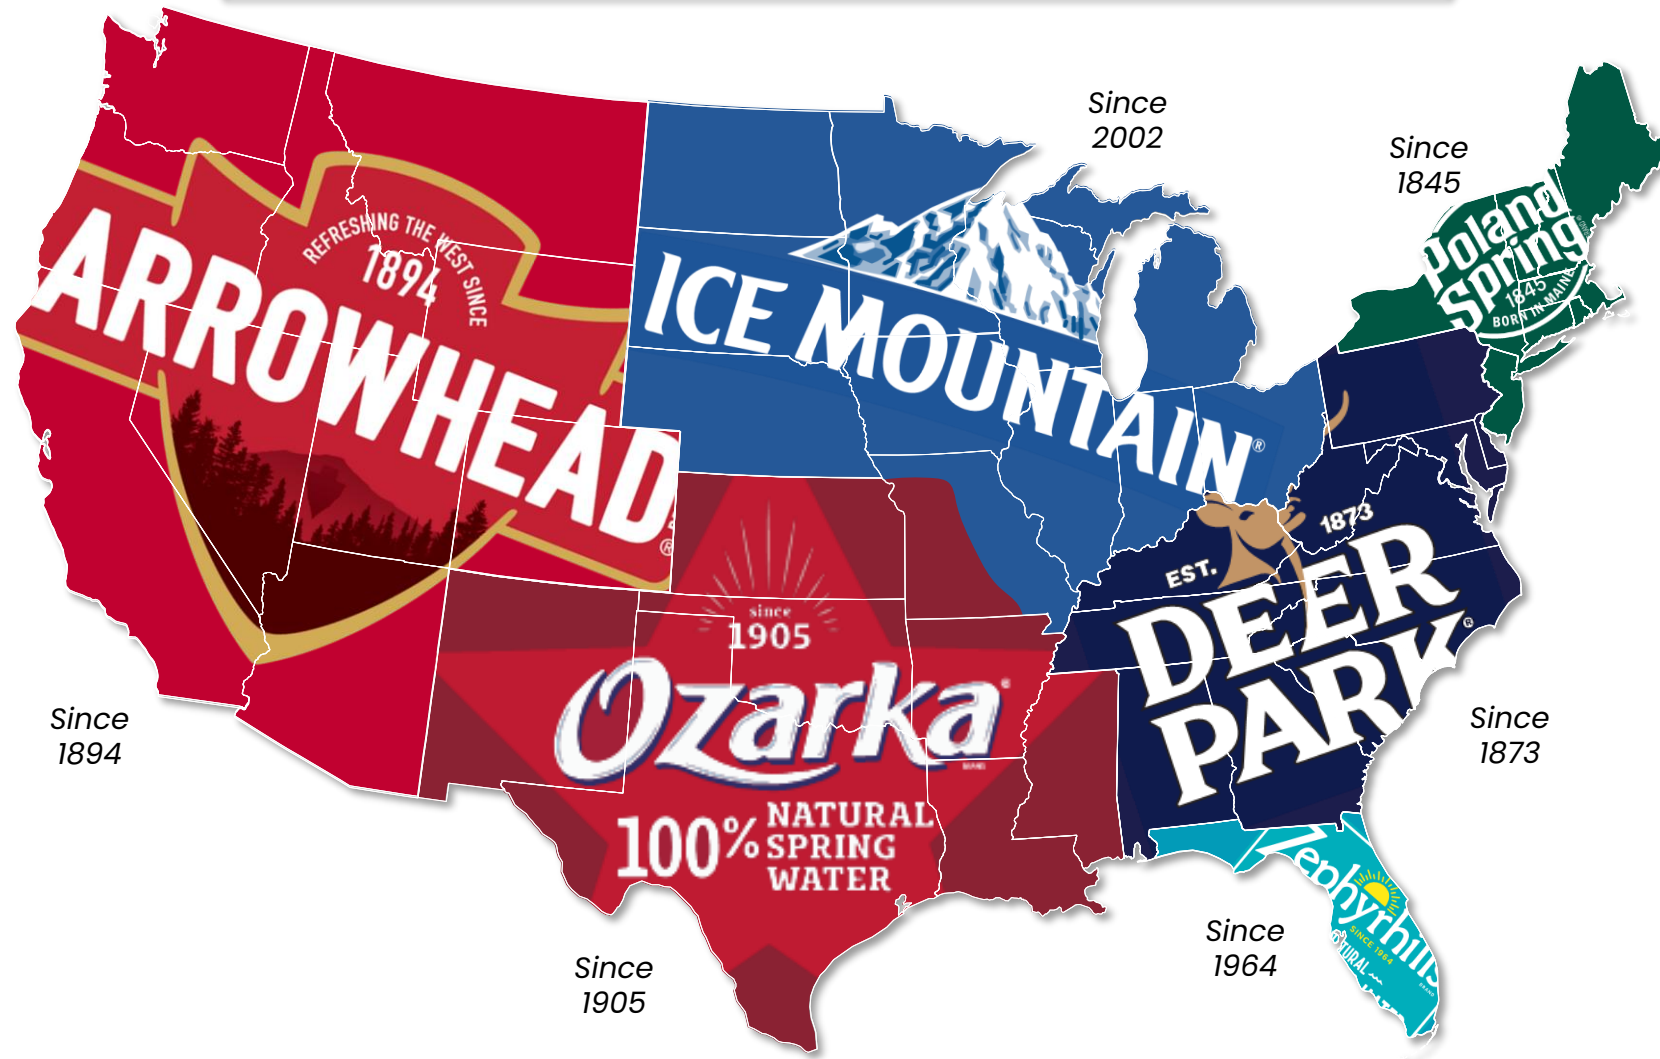 Since
2002
Since
1845
Poland
Spring
1845
BORN IN MAINE
REFRESHING THE WEST SINCE
1894
ARROWHEAD
®
ICE MOUNTAIN
®
EST.
1873
DEER
PARK
®
since
1905
Ozarka
®
100%
NATURAL
SPRING
WATER
Since
1894
Since
1873
Zephyrhills
SINCE 1964
TURAL
BRAND
Since
1964
Since
1905